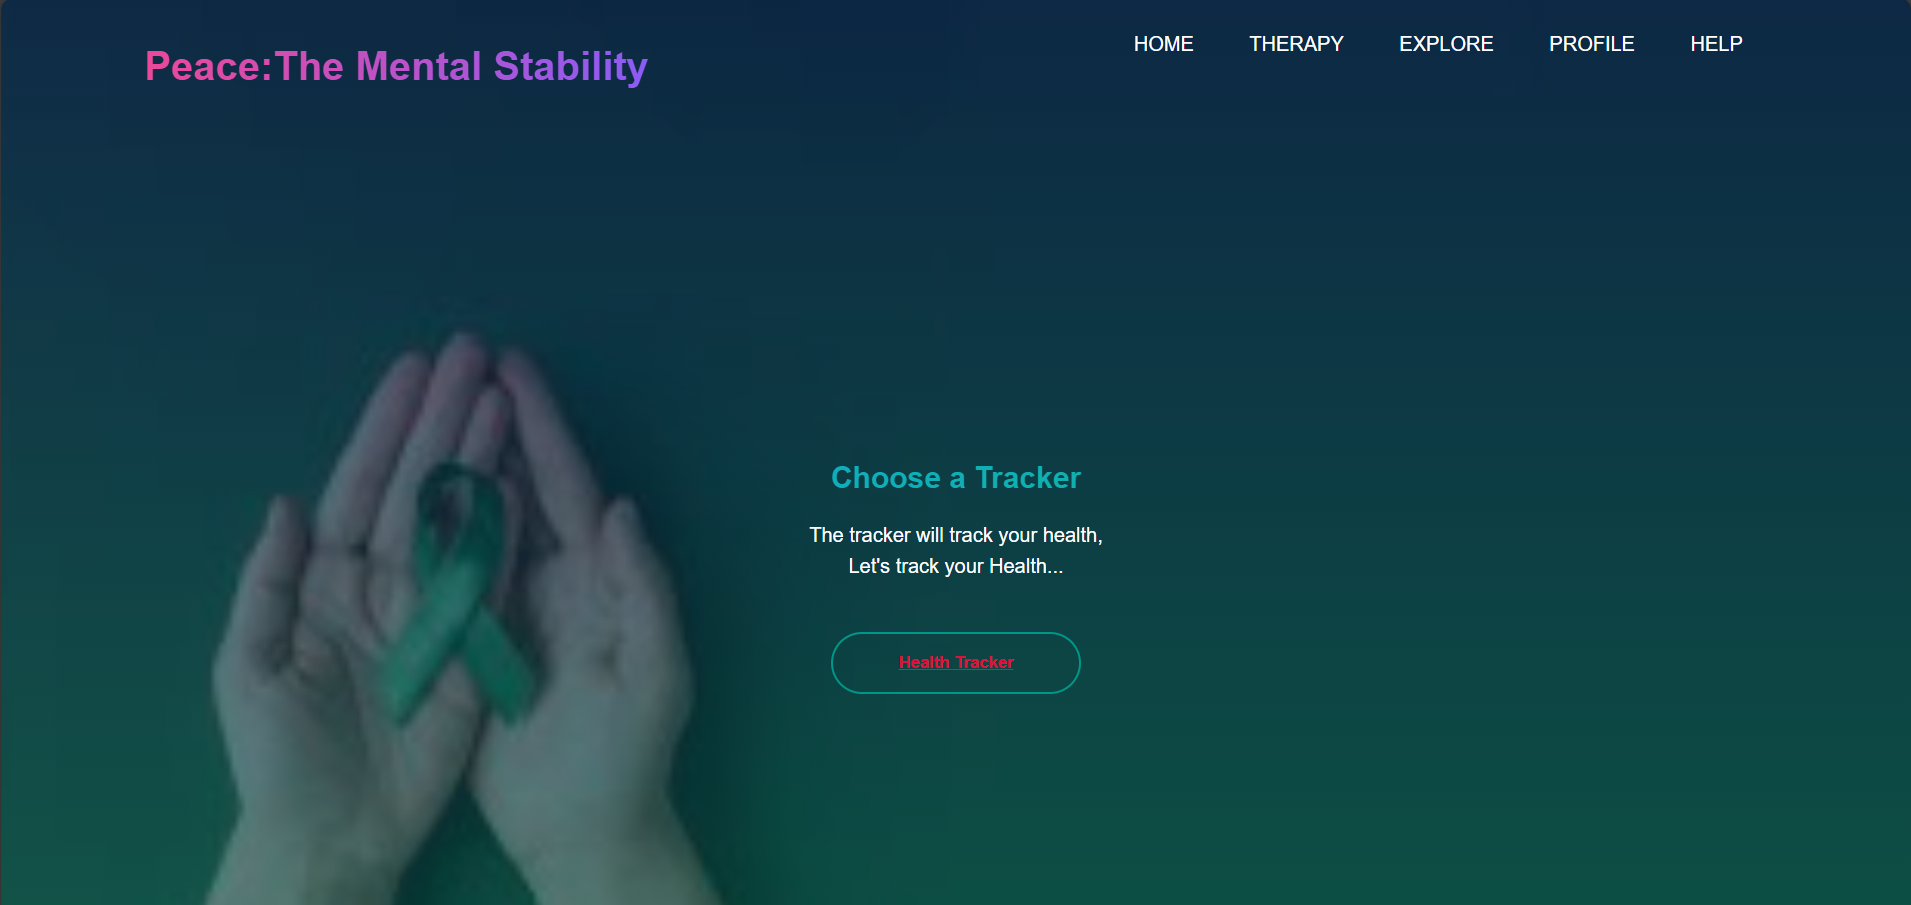 Peace:The Mental Stability
HOME THERAPY EXPLORE PROFILE HELP
Choose a Tracker
The tracker will track your health,
Let's track your Health...
Health Tracker